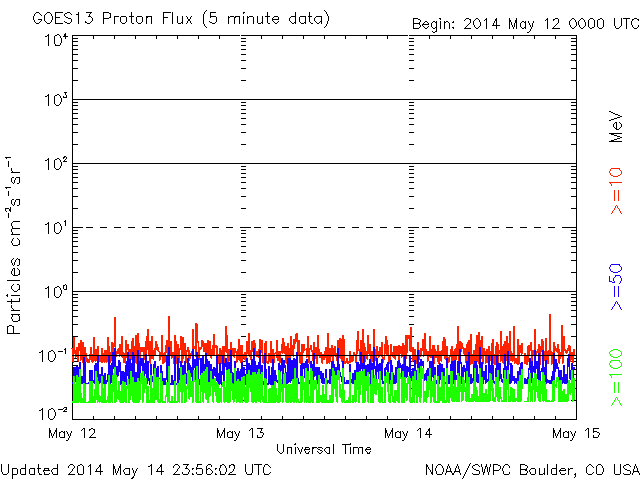 GOES13 Proton Flux (5 minute data)
Begin: 2014 May 12 0000 UTC
Particles cm⁻²s⁻¹sr⁻¹
10⁴
10³
10²
10¹
10⁰
10⁻¹
10⁻²
May 12
May 13
May 14
May 15
Universal Time
MeV
>=10
>=50
>=100
Updated 2014 May 14 23:56:02 UTC
NOAA/SWPC Boulder, CO USA